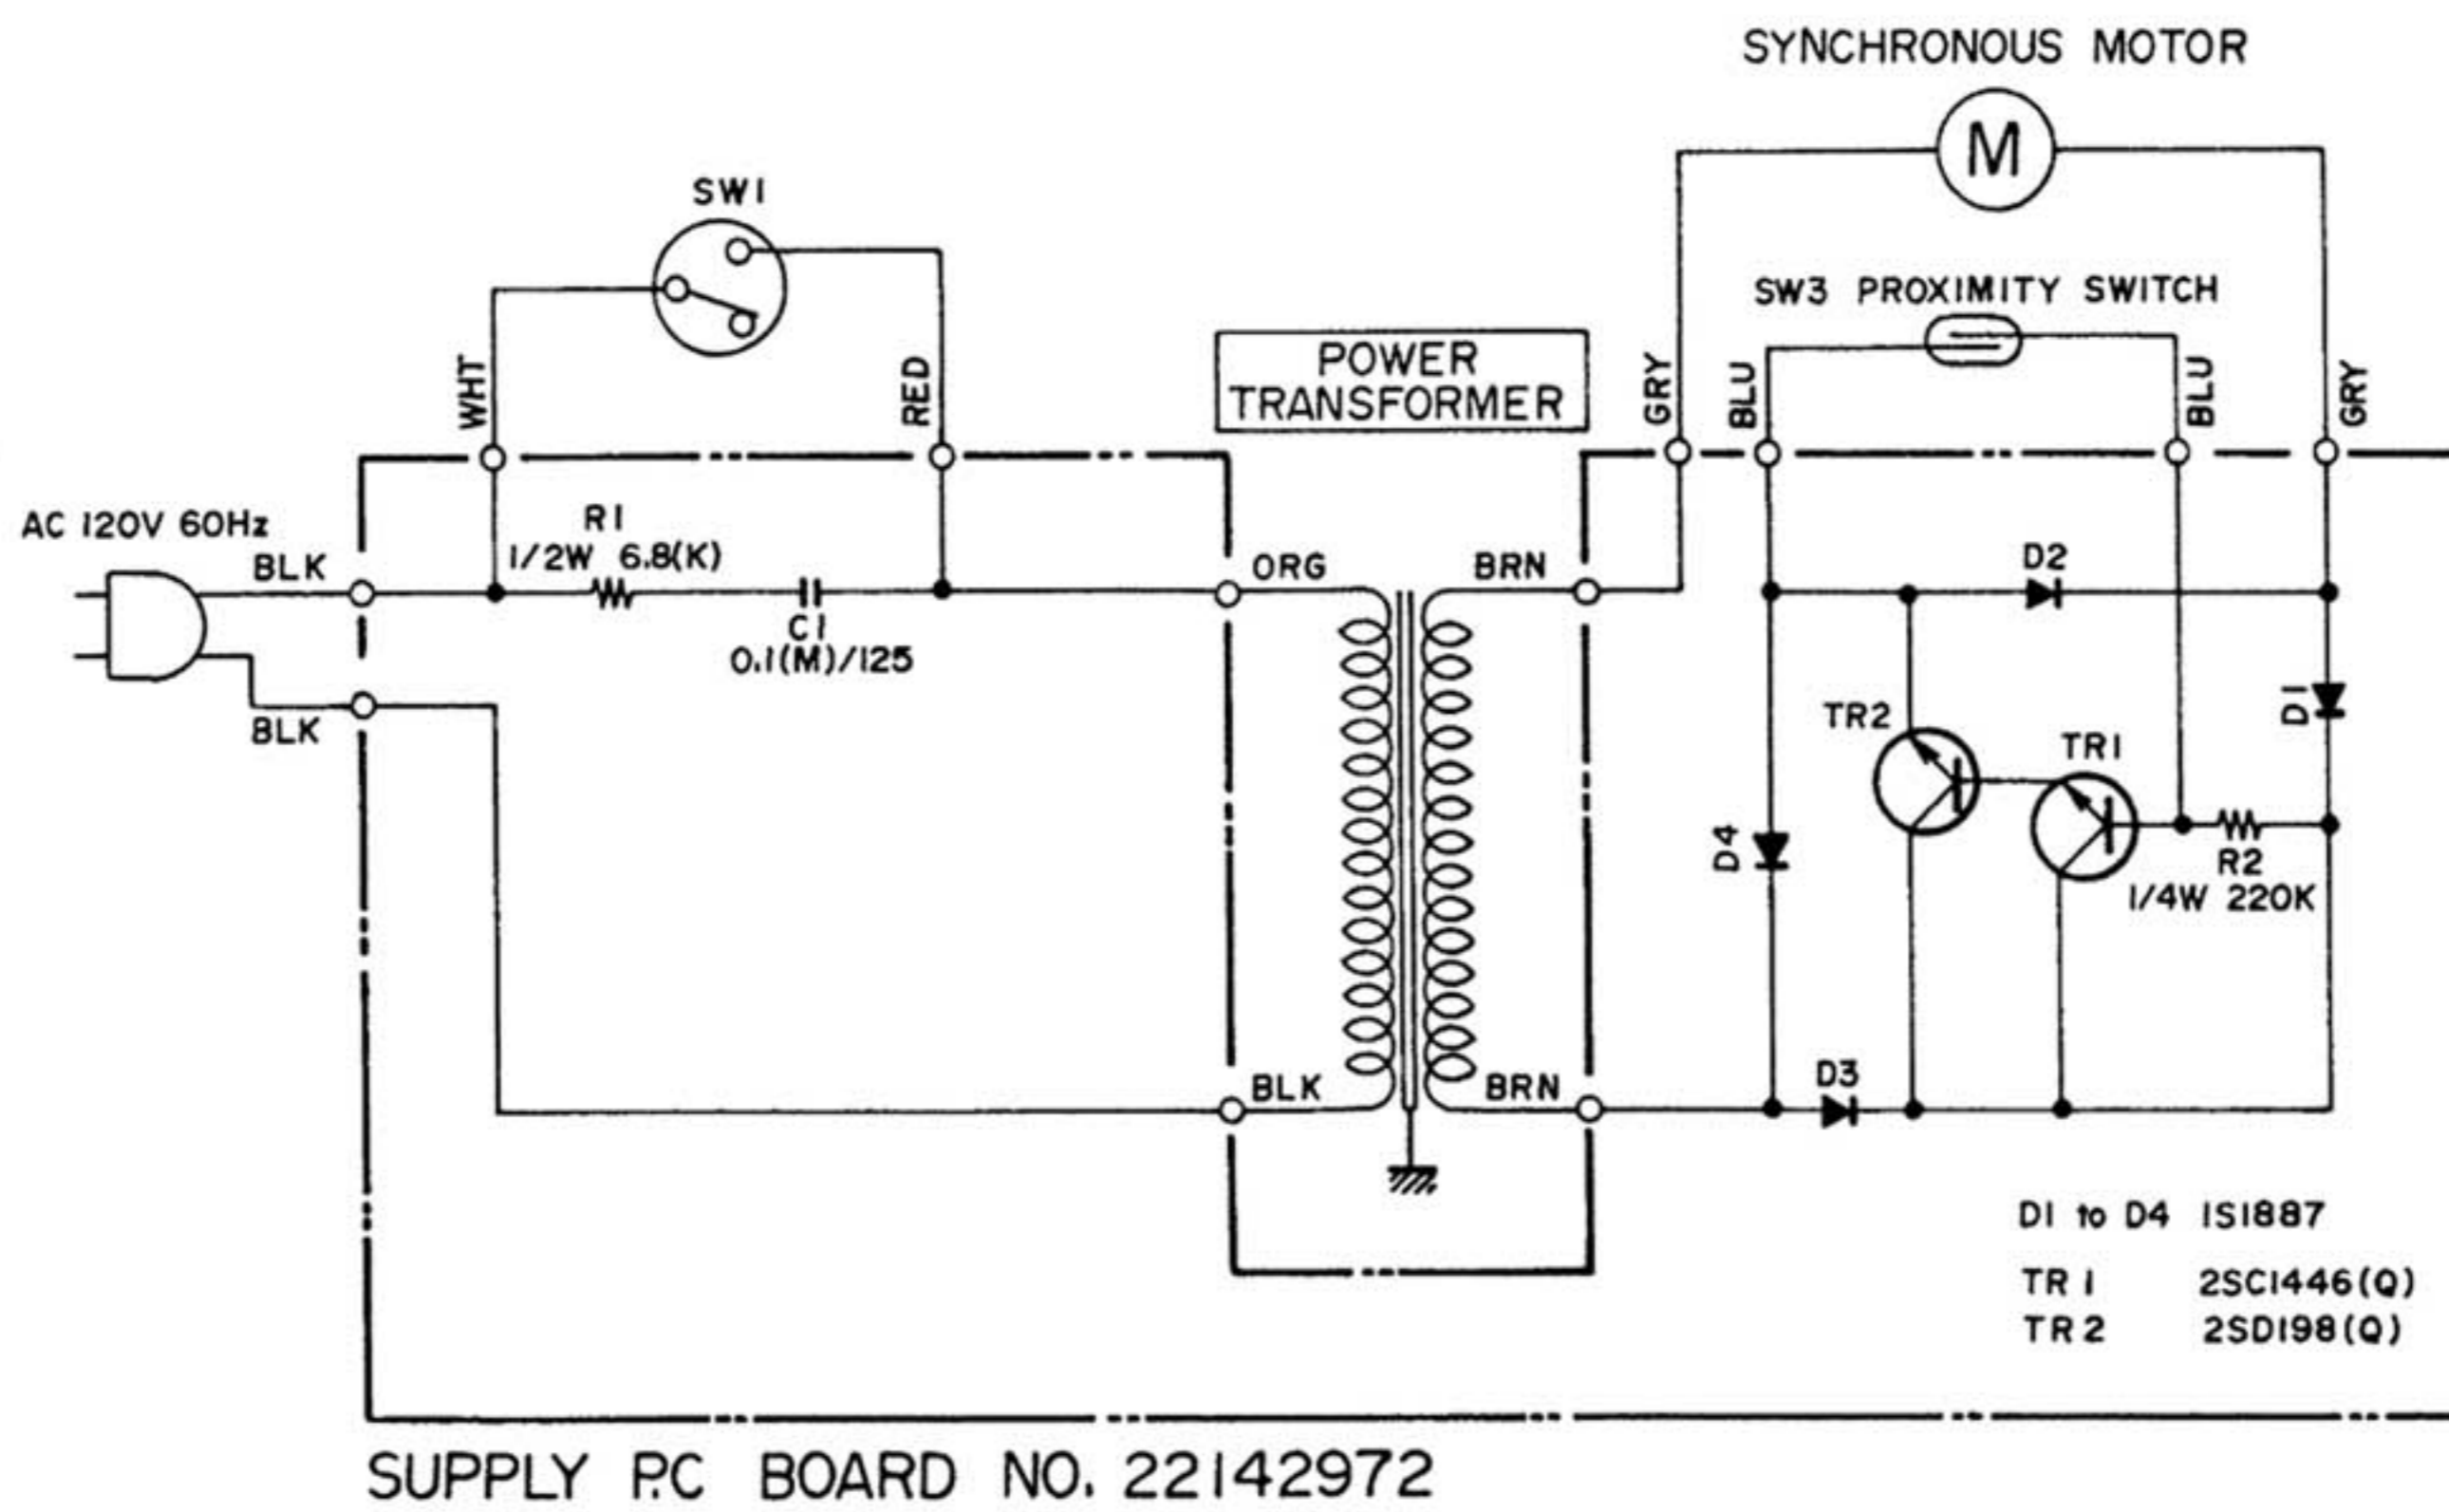 SYNCHRONOUS MOTOR
M
SW1
SW3 PROXIMITY SWITCH
POWER
TRANSFORMER
WHT
RED
GRY
BLU
BLU
GRY
AC 120V 60Hz
BLK
R1
1/2W 6.8(K)
C1
0.1(M)/125
BLK
ORG
BRN
D2
TR2
TR1
D1
D4
R2
1/4W 220K
BLK
BRN
D3
D1 to D4 1S1887
TR 1 2SC1446(Q)
TR 2 2SD198(Q)
SUPPLY P.C BOARD NO. 22142972